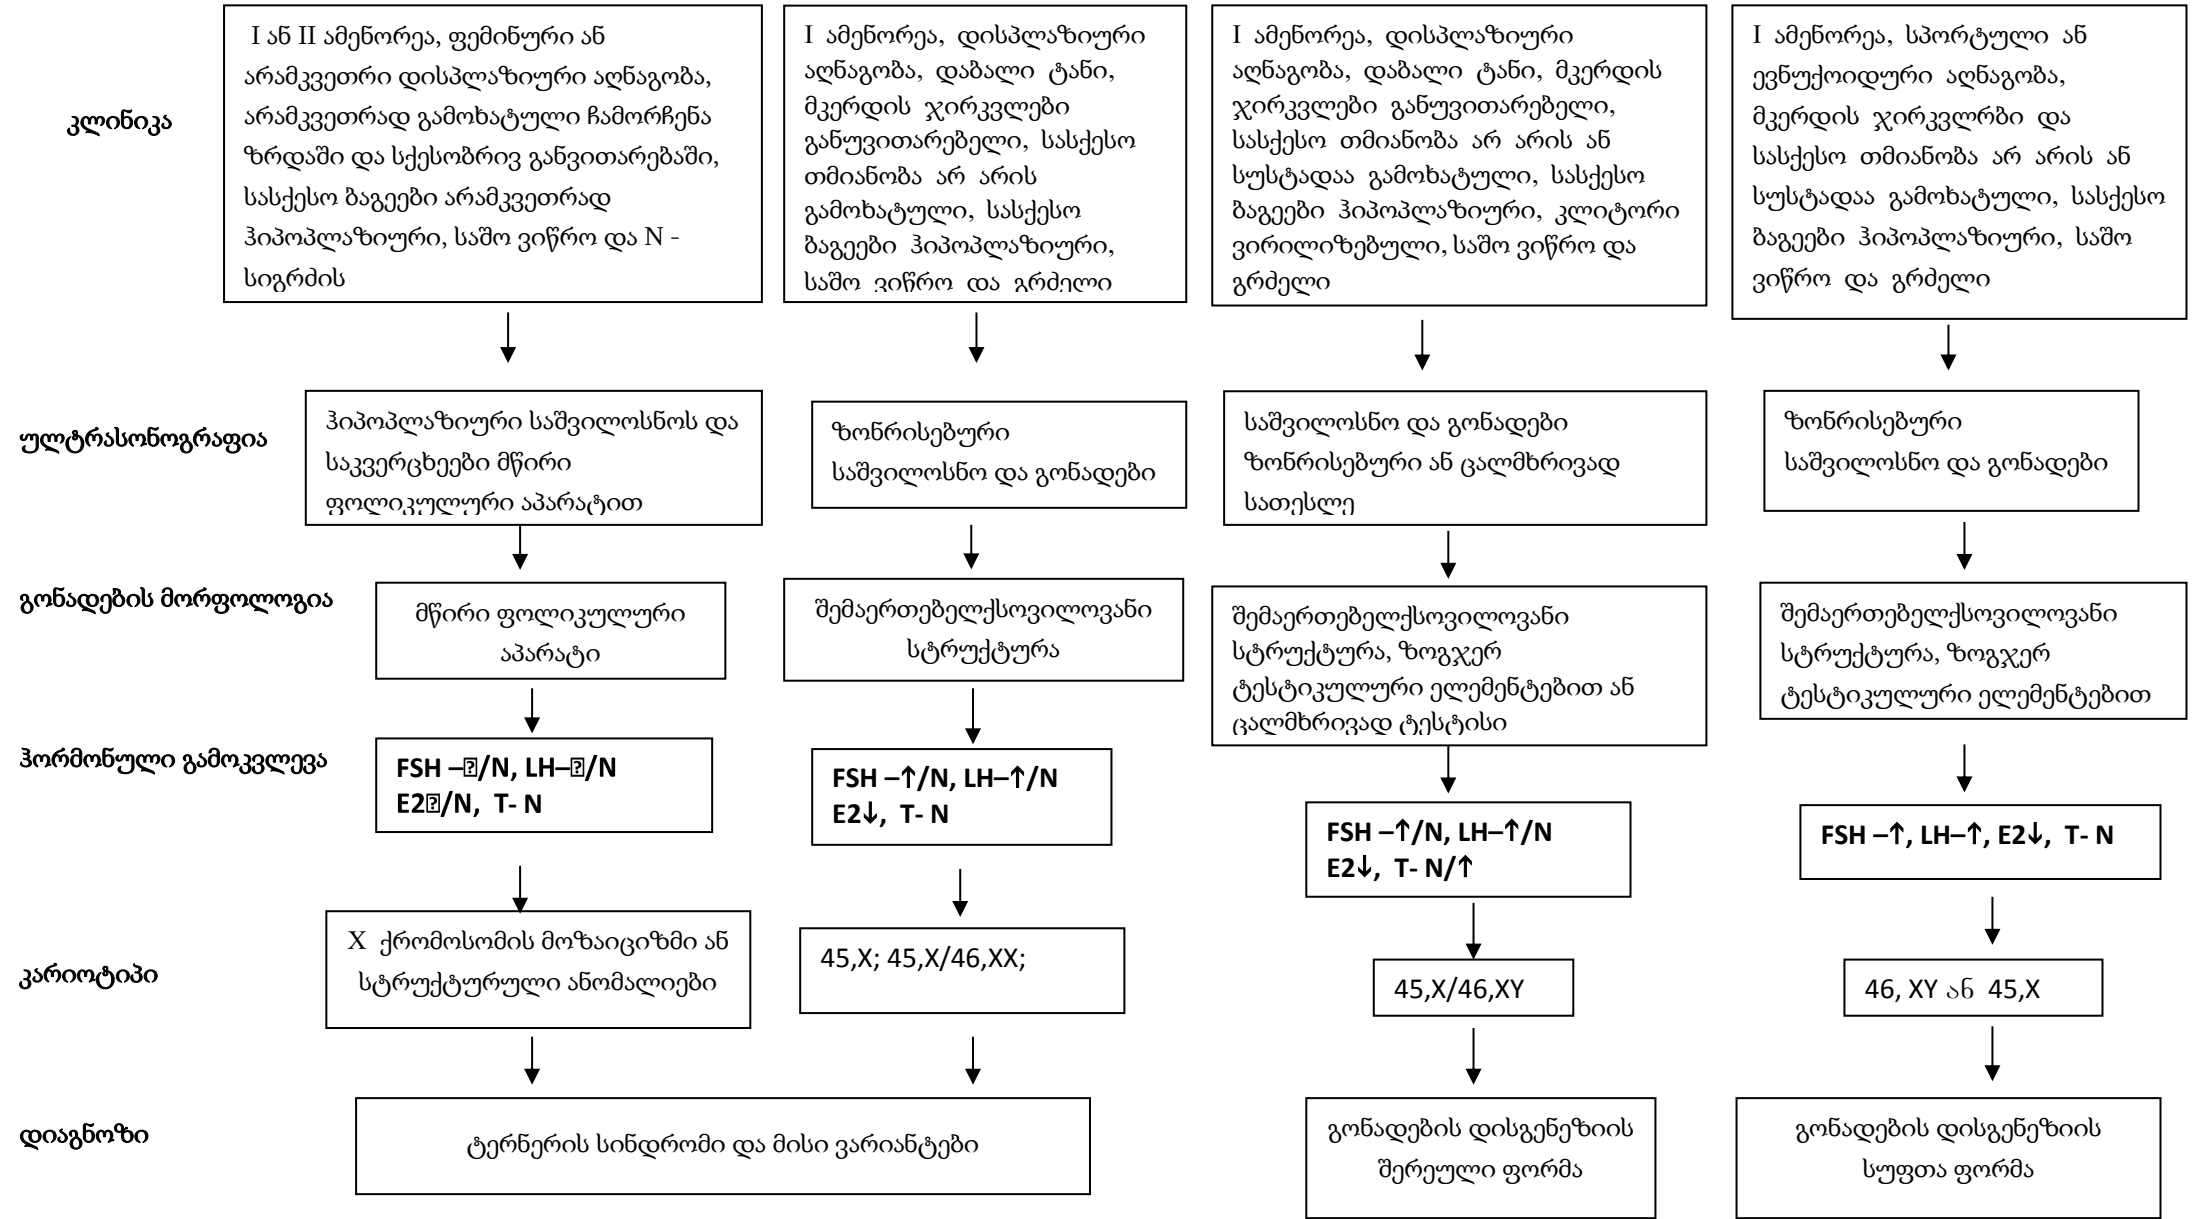 კლინიკა
I ან II ამენორეა, ფემინური ან
არამკვეთრი დისპლაზიური აღნაგობა,
არამკვეთრად გამოხატული ჩამორჩენა
ზრდაში და სქესობრივ განვითარებაში,
სასქესო ბაგეები არამკვეთრად
ჰიპოპლაზიური, საშო ვიწრო და N -
სიგრძის
I ამენორეა, დისპლაზიური
აღნაგობა, დაბალი ტანი,
მკერდის ჯირკვლები
განუვითარებელი, სასქესო
თმიანობა არ არის
გამოხატული, სასქესო
ბაგეები ჰიპოპლაზიური,
საშო ვიწრო და გრძელი
I ამენორეა, დისპლაზიური
აღნაგობა, დაბალი ტანი, მკერდის
ჯირკვლები განუვითარებელი,
სასქესო თმიანობა არ არის ან
სუსტადაა გამოხატული, სასქესო
ბაგეები ჰიპოპლაზიური, კლიტორი
ვირილიზებული, საშო ვიწრო და
გრძელი
I ამენორეა, სპორტული ან
ევნუქოიდური აღნაგობა,
მკერდის ჯირკვლრბი და
სასქესო თმიანობა არ არის ან
სუსტადაა გამოხატული, სასქესო
ბაგეები ჰიპოპლაზიური, საშო
ვიწრო და გრძელი
ულტრასონოგრაფია
ჰიპოპლაზიური საშვილოსნოს და
საკვერცხეები მწირი
ფოლიკულური აპარატით
ზონრისებური
საშვილოსნო და გონადები
საშვილოსნო და გონადები
ზონრისებური ან ცალმხრივად
სათესლე
ზონრისებური
საშვილოსნო და გონადები
გონადების მორფოლოგია
მწირი ფოლიკულური
აპარატი
შემაერთებელქსოვილოვანი
სტრუქტურა
შემაერთებელქსოვილოვანი
სტრუქტურა, ზოგჯერ
ტესტიკულური ელემენტებით ან
ცალმხრივად ტესტისი
შემაერთებელქსოვილოვანი
სტრუქტურა, ზოგჯერ
ტესტიკულური ელემენტებით
ჰორმონული გამოკვლევა
FSH –⍰/N, LH–⍰/N
E2⍰/N, T- N
FSH –↑/N, LH–↑/N
E2↓, T- N
FSH –↑/N, LH–↑/N
E2↓, T- N/↑
FSH –↑, LH–↑, E2↓, T- N
კარიოტიპი
X ქრომოსომის მოზაიციზმი ან
სტრუქტურული ანომალიები
45,X; 45,X/46,XX;
45,X/46,XY
46, XY ან 45,X
დიაგნოზი
ტერნერის სინდრომი და მისი ვარიანტები
გონადების დისგენეზიის
შერეული ფორმა
გონადების დისგენეზიის
სუფთა ფორმა